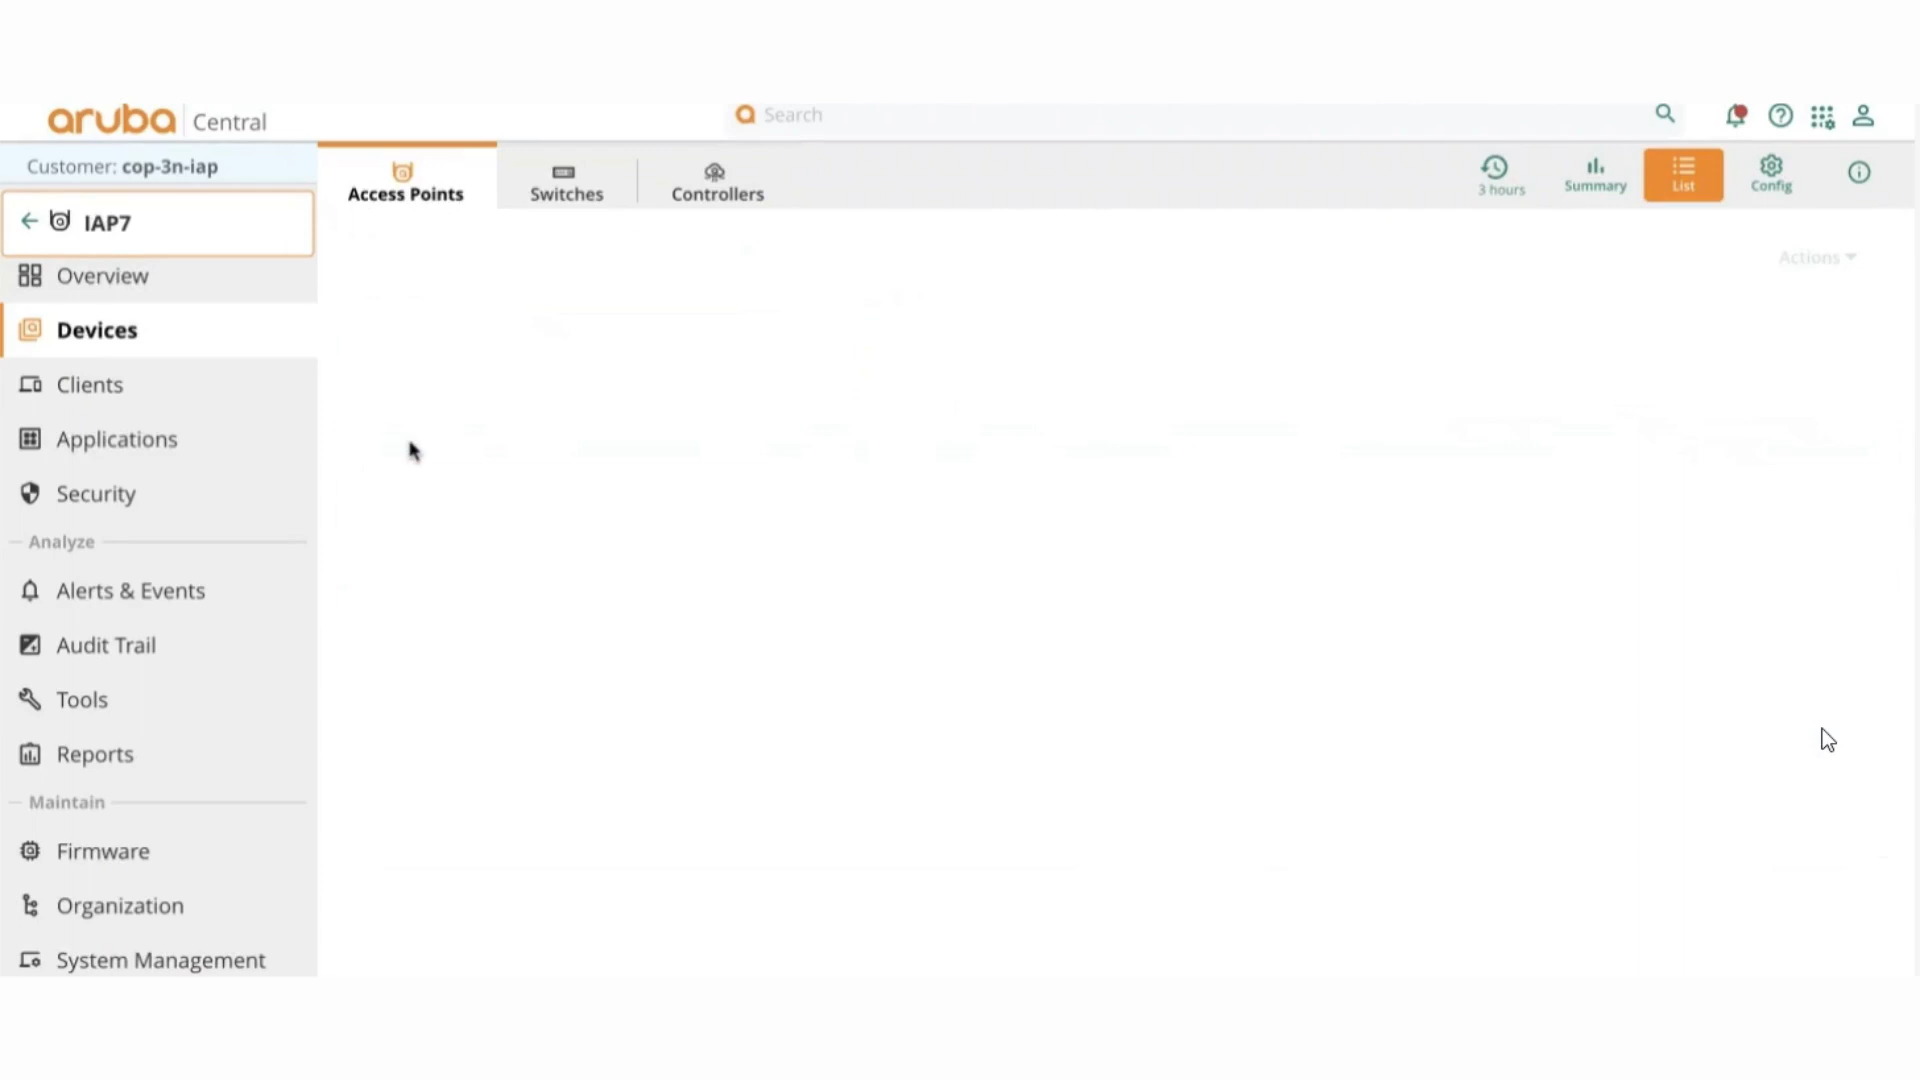 aruba Central
Search
Customer: cop-3n-iap
IAP7
Overview
Devices
Clients
Applications
Security
Analyze
Alerts & Events
Audit Trail
Tools
Reports
Maintain
Firmware
Organization
System Management
Access Points
Switches
Controllers
3 hours
Summary
List
Config
Actions